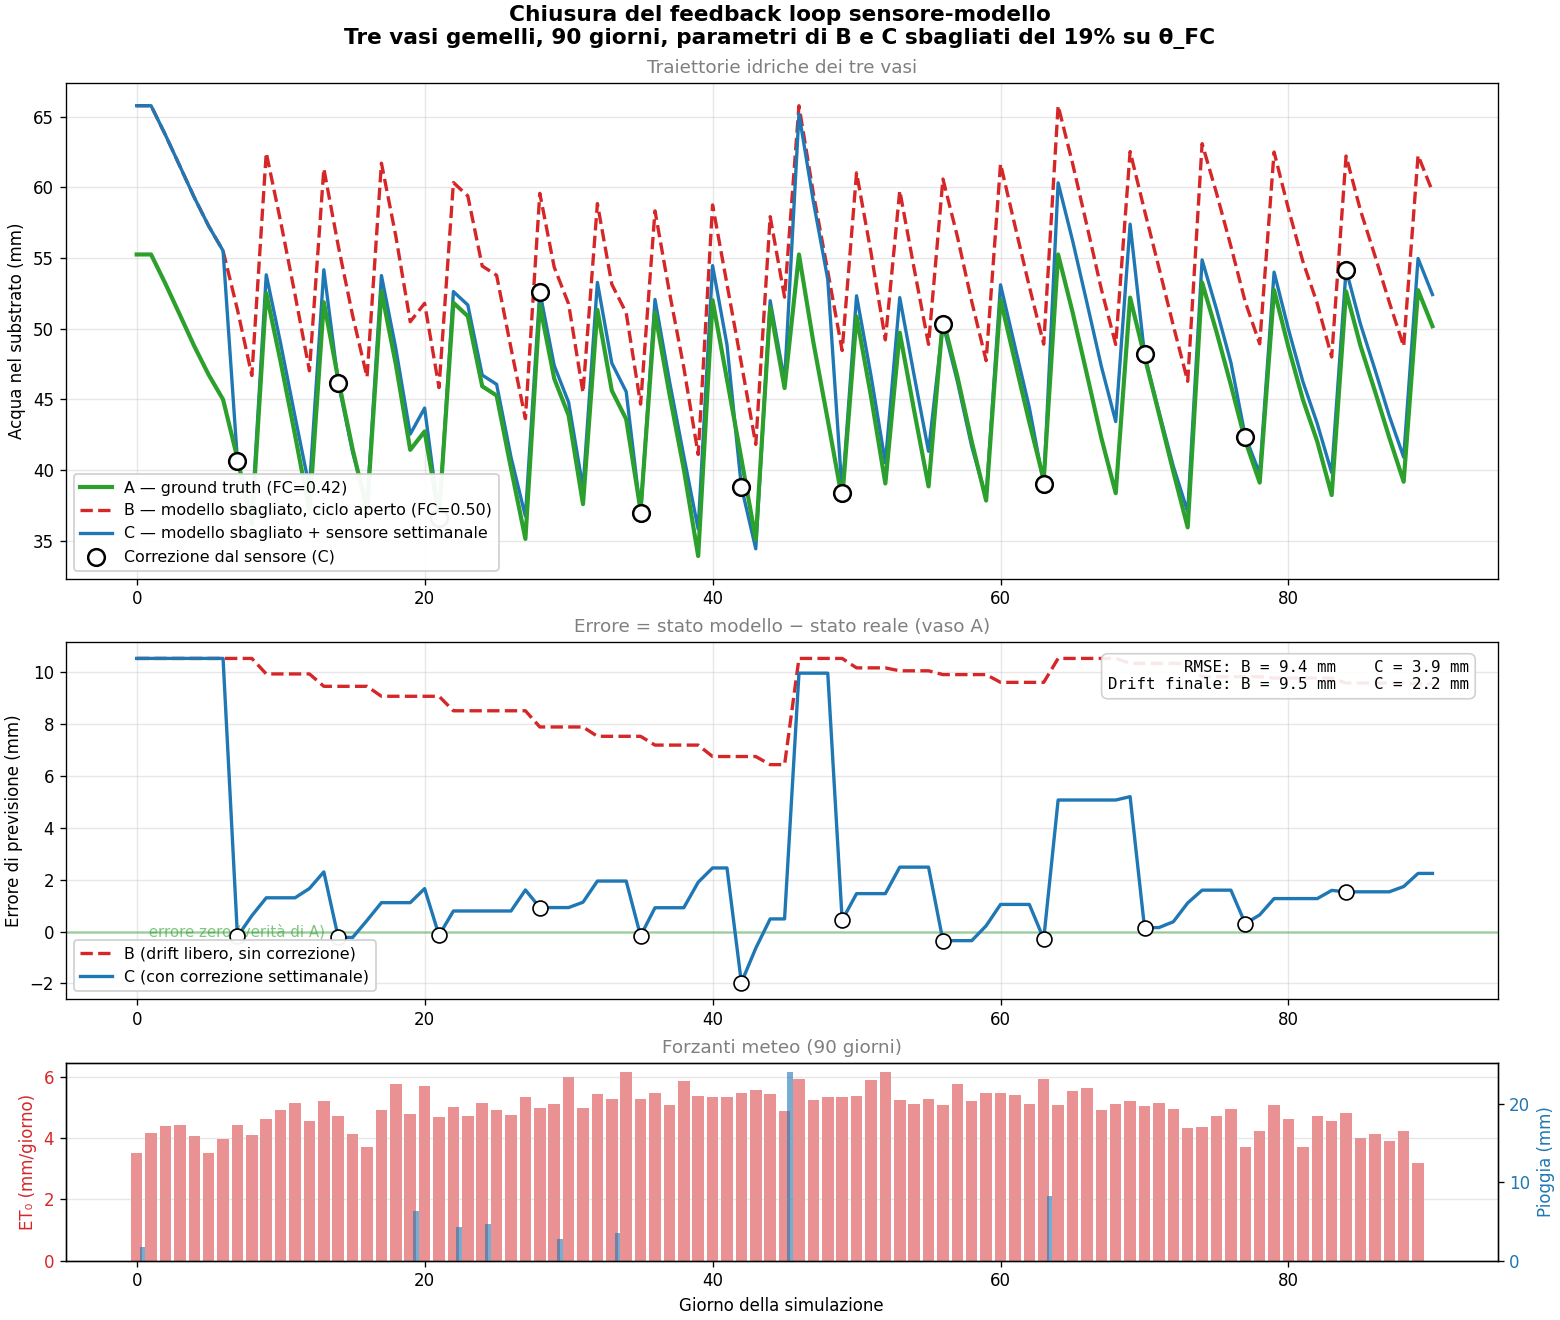 Chiusura del feedback loop sensore-modello
Tre vasi gemelli, 90 giorni, parametri di B e C sbagliati del 19% su θ_FC
Traiettorie idriche dei tre vasi
Acqua nel substrato (mm)
65
60
55
50
45
40
35
A — ground truth (FC=0.42)
B — modello sbagliato, ciclo aperto (FC=0.50)
C — modello sbagliato + sensore settimanale
Correzione dal sensore (C)
0 20 40 60 80
Errore = stato modello − stato reale (vaso A)
Errore di previsione (mm)
10
8
6
4
2
0
−2
RMSE: B = 9.4 mm C = 3.9 mm
Drift finale: B = 9.5 mm C = 2.2 mm
errore zero (verità di A)
B (drift libero, sin correzione)
C (con correzione settimanale)
0 20 40 60 80
Forzanti meteo (90 giorni)
ET₀ (mm/giorno)
6
4
2
0
Pioggia (mm)
20
10
0
0 20 40 60 80
Giorno della simulazione